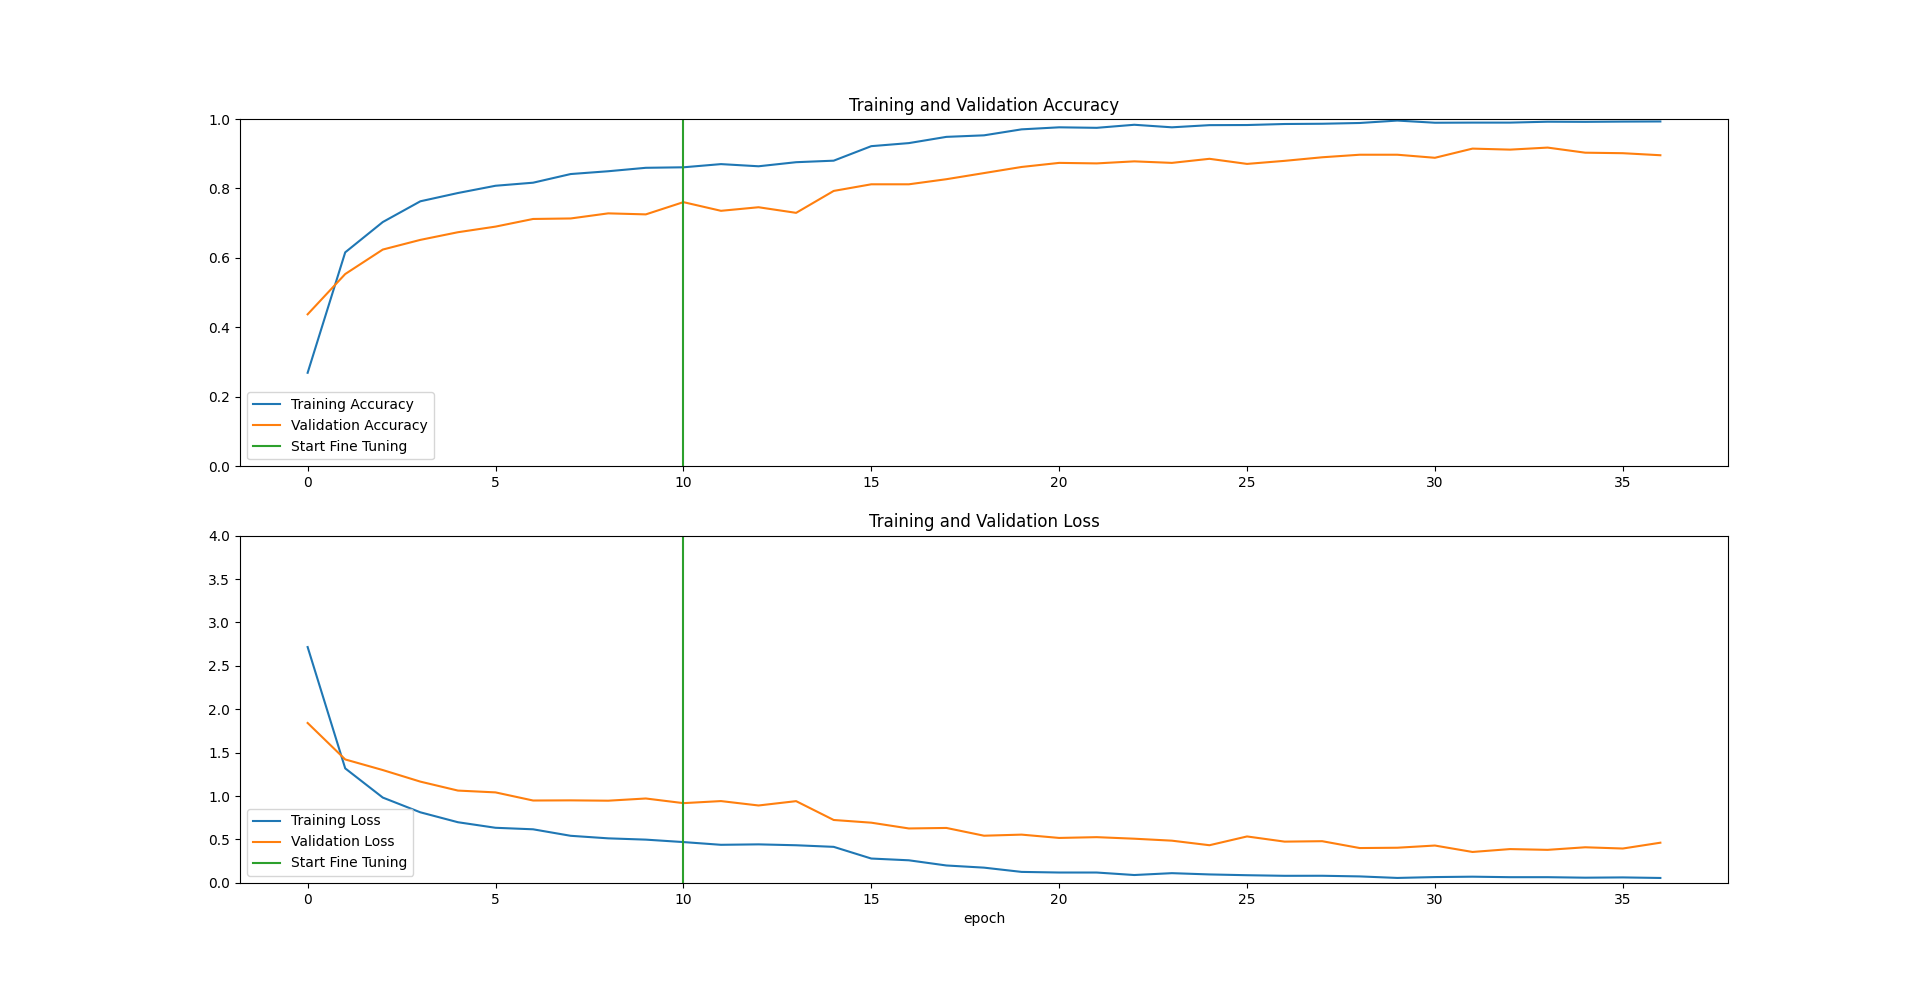 Training and Validation Accuracy
1.0
0.8
0.6
0.4
0.2
0.0
Training Accuracy
Validation Accuracy
Start Fine Tuning
0 5 10 15 20 25 30 35
Training and Validation Loss
4.0
3.5
3.0
2.5
2.0
1.5
1.0
0.5
0.0
Training Loss
Validation Loss
Start Fine Tuning
0 5 10 15 20 25 30 35
epoch